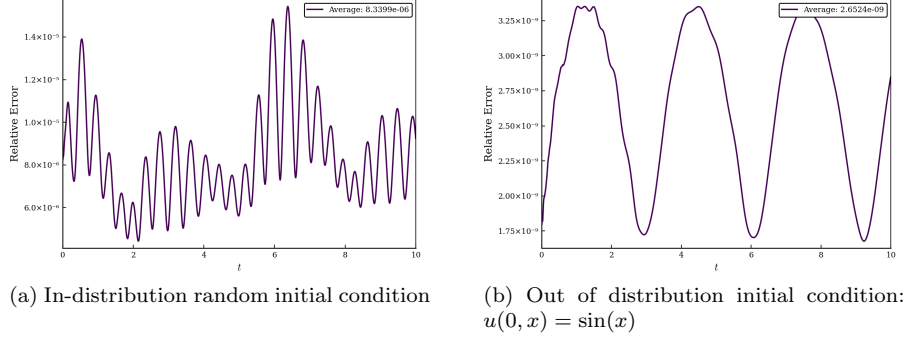 Average: 8.3399e-06
1.4×10⁻⁵
1.2×10⁻⁵
1.0×10⁻⁵
8.0×10⁻⁶
6.0×10⁻⁶
Relative Error
0 2 4 6 8 10
t
(a) In-distribution random initial condition
Average: 2.6524e-09
3.25×10⁻⁹
3.00×10⁻⁹
2.75×10⁻⁹
2.50×10⁻⁹
2.25×10⁻⁹
2.00×10⁻⁹
1.75×10⁻⁹
Relative Error
0 2 4 6 8 10
t
(b) Out of distribution initial condition:
u(0, x) = sin(x)